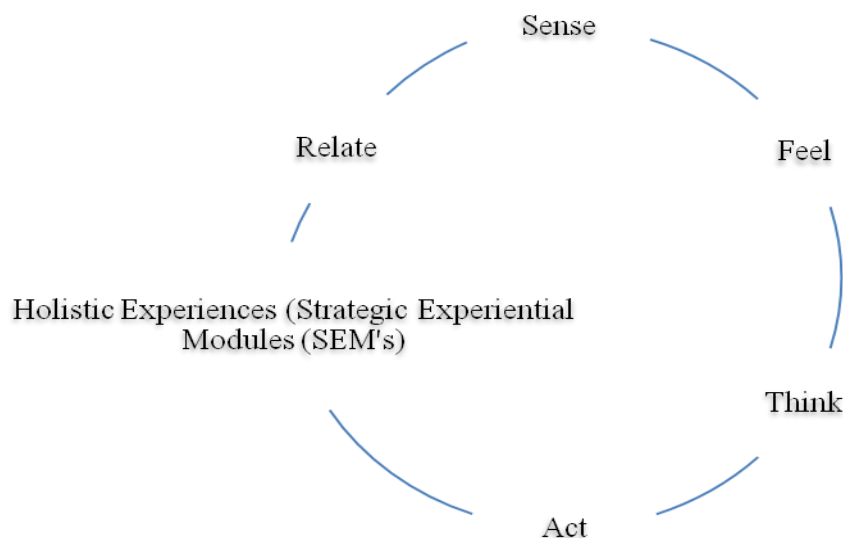 Sense
Relate
Feel
Holistic Experiences (Strategic Experiential
Modules (SEM's)
Think
Act